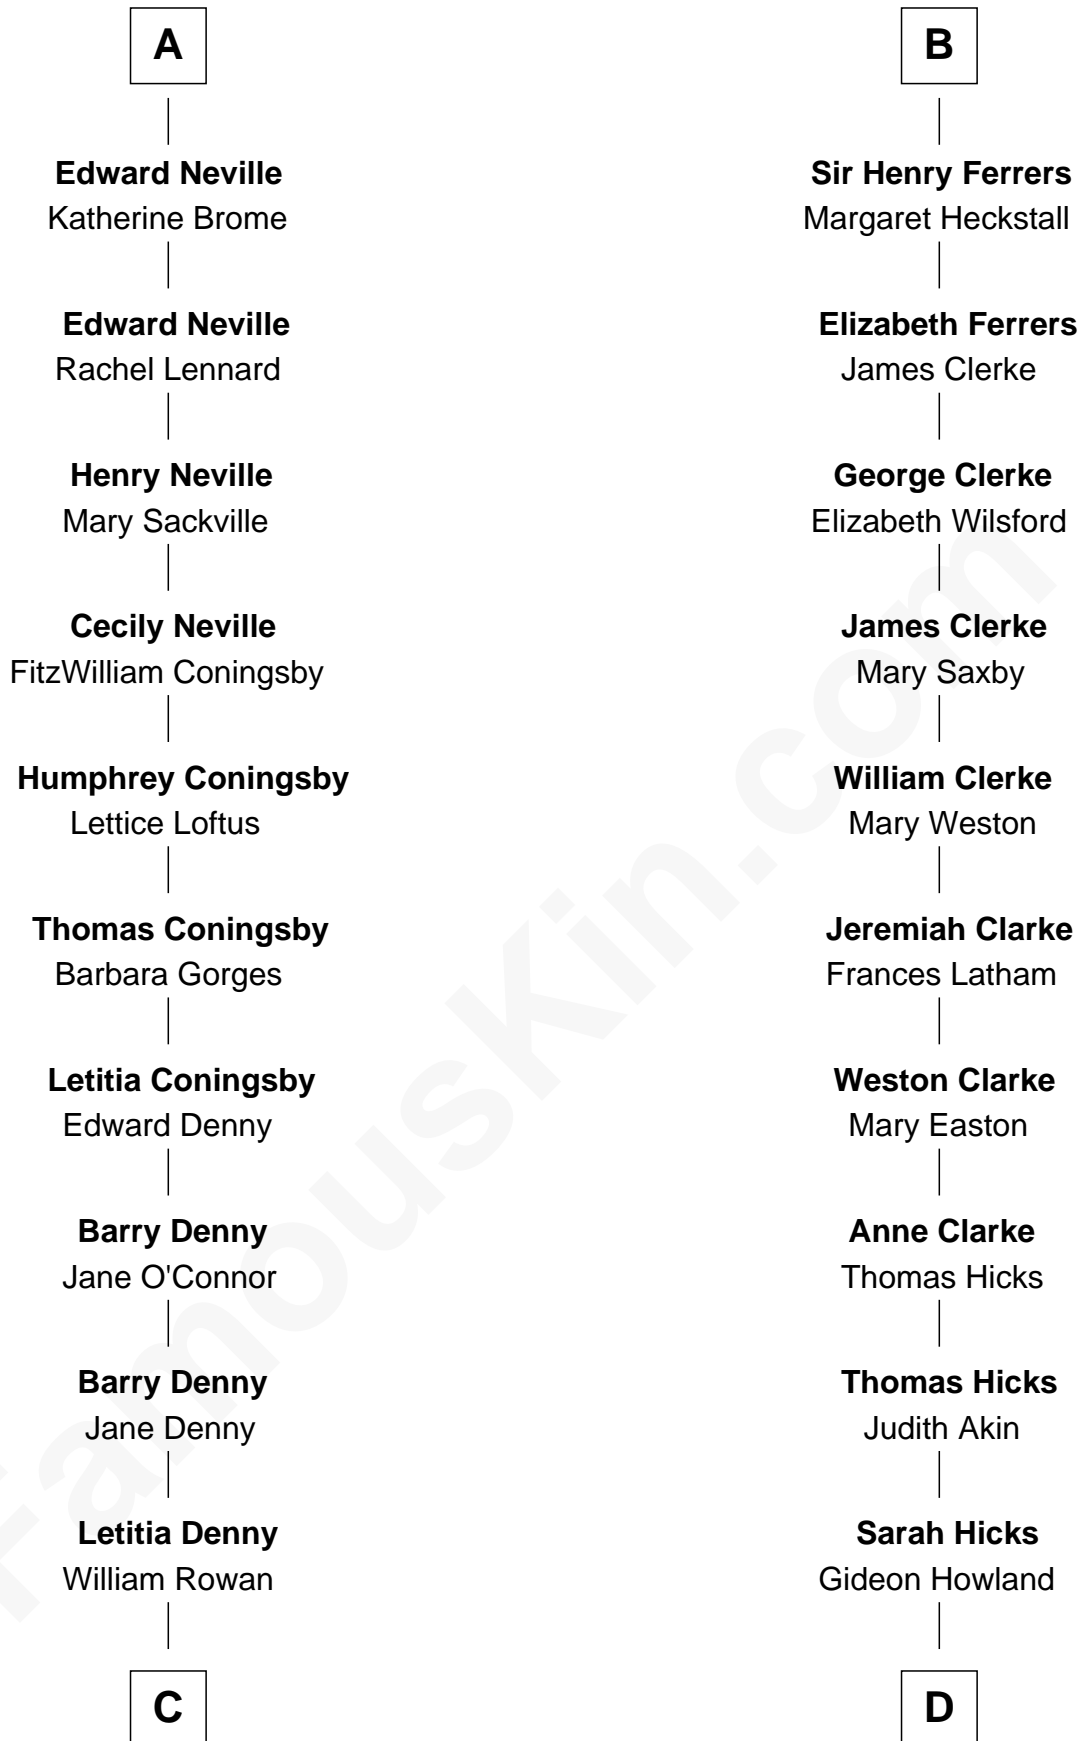 A
Edward Neville
Katherine Brome
Edward Neville
Rachel Lennard
Henry Neville
Mary Sackville
Cecily Neville
FitzWilliam Coningsby
Humphrey Coningsby
Lettice Loftus
Thomas Coningsby
Barbara Gorges
Letitia Coningsby
Edward Denny
Barry Denny
Jane O'Connor
Barry Denny
Jane Denny
Letitia Denny
William Rowan
C
B
Sir Henry Ferrers
Margaret Heckstall
Elizabeth Ferrers
James Clerke
George Clerke
Elizabeth Wilsford
James Clerke
Mary Saxby
William Clerke
Mary Weston
Jeremiah Clarke
Frances Latham
Weston Clarke
Mary Easton
Anne Clarke
Thomas Hicks
Thomas Hicks
Judith Akin
Sarah Hicks
Gideon Howland
D
FamousKin.com